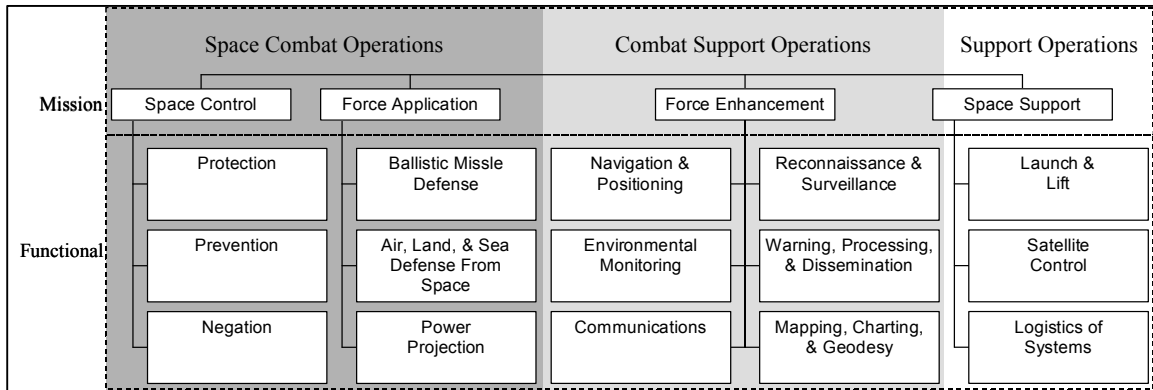 Space Combat Operations
Combat Support Operations
Support Operations
Mission
Space Control
Force Application
Force Enhancement
Space Support
Functional
Protection
Prevention
Negation
Ballistic Missle
Defense
Air, Land, & Sea
Defense From
Space
Power
Projection
Navigation &
Positioning
Environmental
Monitoring
Communications
Reconnaissance &
Surveillance
Warning, Processing,
& Dissemination
Mapping, Charting,
& Geodesy
Launch &
Lift
Satellite
Control
Logistics of
Systems